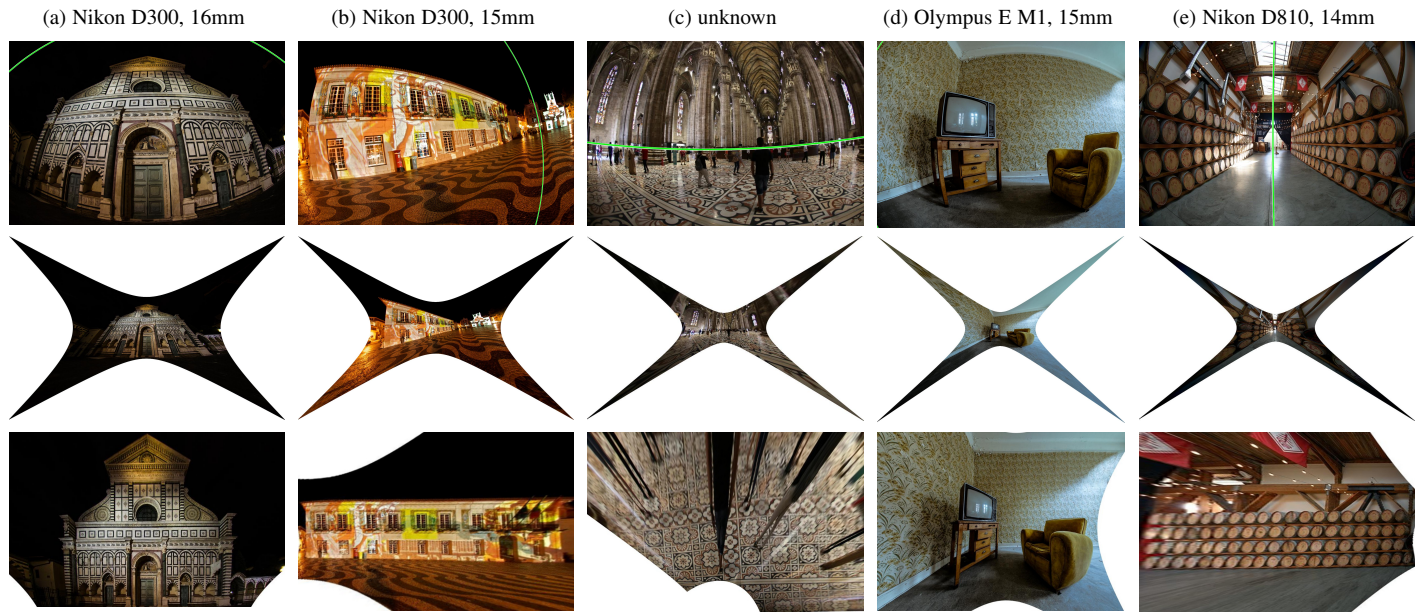 (a) Nikon D300, 16mm
(b) Nikon D300, 15mm
(c) unknown
(d) Olympus E M1, 15mm
(e) Nikon D810, 14mm